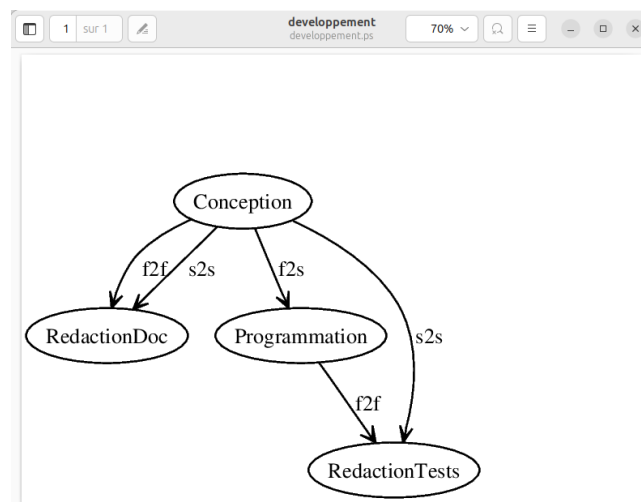 developpement
1 sur 1
developpement.ps
70%
Conception
f2f
s2s
f2s
RedactionDoc
Programmation
s2s
f2f
RedactionTests